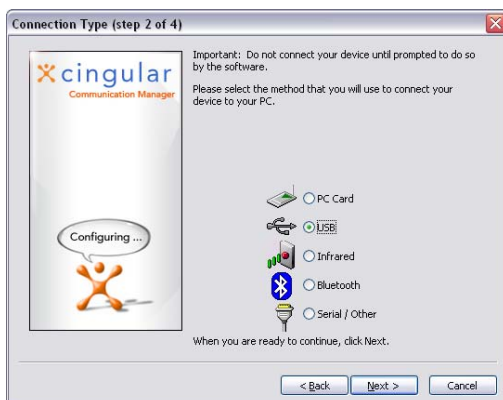 Connection Type (step 2 of 4)
cingular
Communication Manager
Important: Do not connect your device until prompted to do so
by the software.
Please select the method that you will use to connect your
device to your PC.
PC Card
USB
Infrared
Bluetooth
Serial / Other
Configuring ...
When you are ready to continue, click Next.
< Back
Next >
Cancel